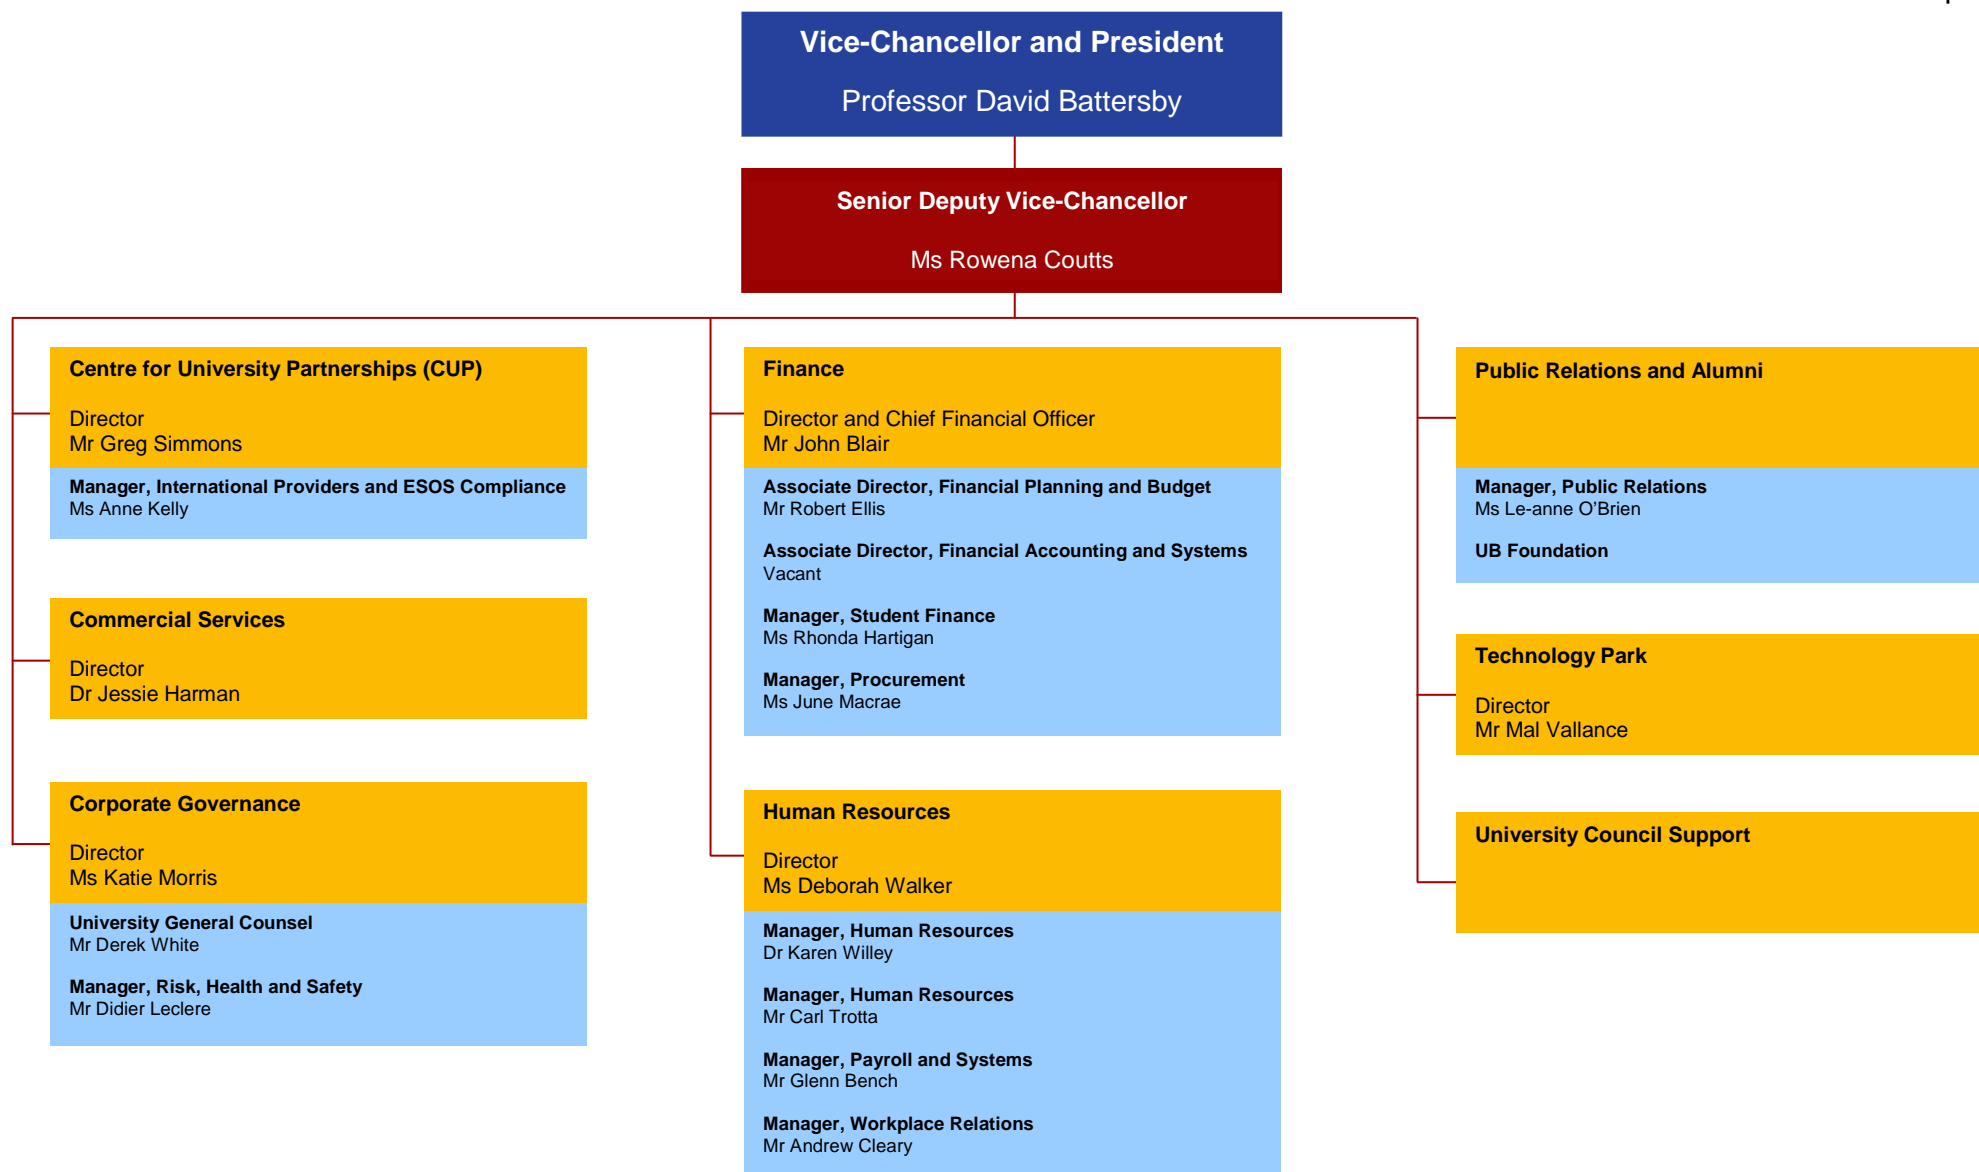 Vice-Chancellor and President
Professor David Battersby
Senior Deputy Vice-Chancellor
Ms Rowena Coutts
Centre for University Partnerships (CUP)
Director
Mr Greg Simmons
Manager, International Providers and ESOS Compliance
Ms Anne Kelly
Commercial Services
Director
Dr Jessie Harman
Corporate Governance
Director
Ms Katie Morris
University General Counsel
Mr Derek White
Manager, Risk, Health and Safety
Mr Didier Leclere
Finance
Director and Chief Financial Officer
Mr John Blair
Associate Director, Financial Planning and Budget
Mr Robert Ellis
Associate Director, Financial Accounting and Systems
Vacant
Manager, Student Finance
Ms Rhonda Hartigan
Manager, Procurement
Ms June Macrae
Human Resources
Director
Ms Deborah Walker
Manager, Human Resources
Dr Karen Willey
Manager, Human Resources
Mr Carl Trotta
Manager, Payroll and Systems
Mr Glenn Bench
Manager, Workplace Relations
Mr Andrew Cleary
Public Relations and Alumni
Manager, Public Relations
Ms Le-anne O’Brien
UB Foundation
Technology Park
Director
Mr Mal Vallance
University Council Support